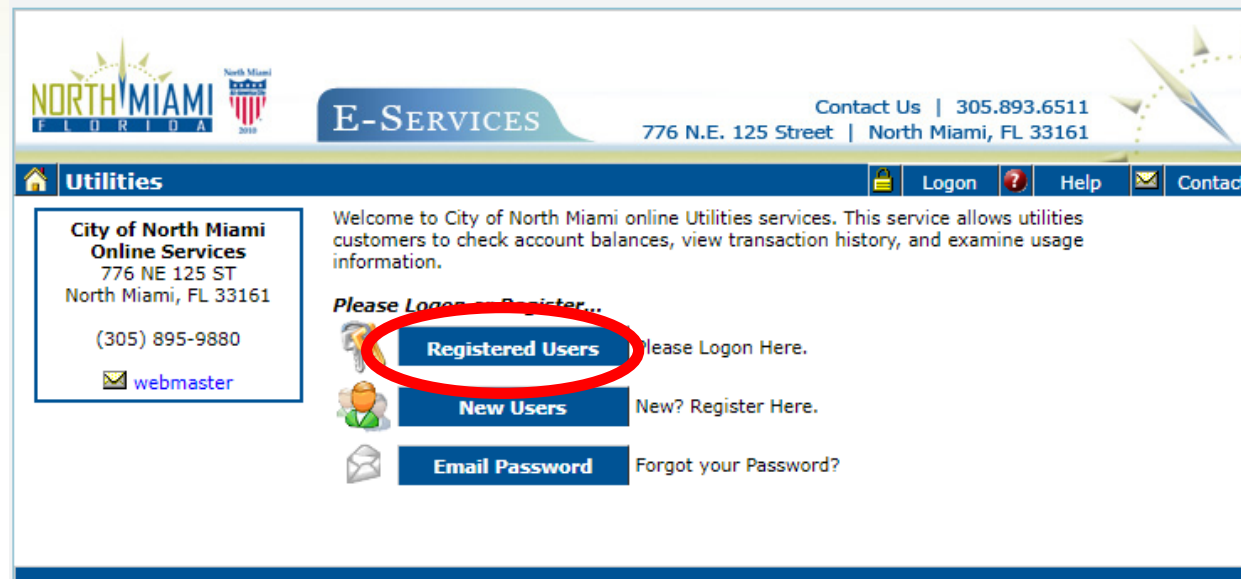 North Miami
NORTH MIAMI
FLORIDA
2010
E-SERVICES
Contact Us | 305.893.6511
776 N.E. 125 Street | North Miami, FL 33161
Utilities
Logon
? Help
Contact
City of North Miami
Online Services
776 NE 125 ST
North Miami, FL 33161
(305) 895-9880
webmaster
Welcome to City of North Miami online Utilities services. This service allows utilities
customers to check account balances, view transaction history, and examine usage
information.
Please Logon or Register...
Registered Users Please Logon Here.
New Users New? Register Here.
Email Password Forgot your Password?